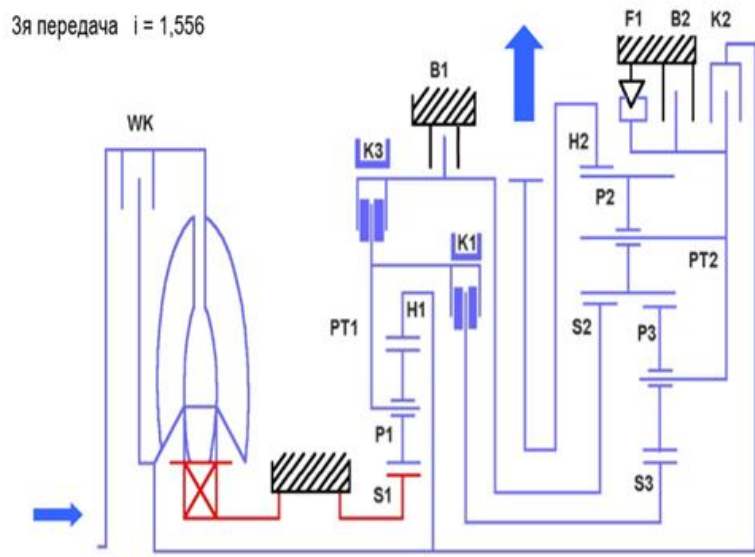 3я передача i = 1,556
F1 B2 K2
B1
WK
H2
K3
P2
K1
PT2
H1
PT1
S2 P3
P1
S1
S3